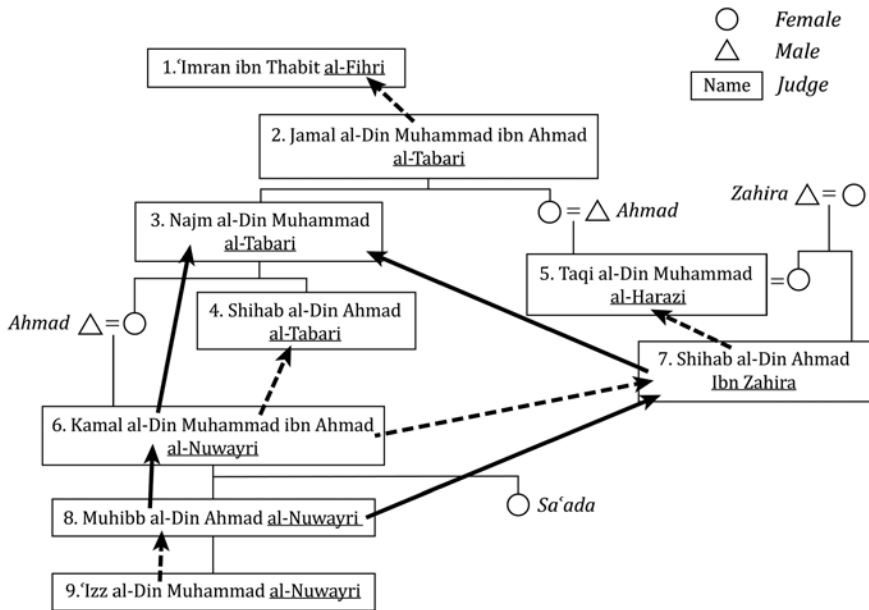 Female
Male
Name Judge
1.ʻImran ibn Thabit al-Fihri
2. Jamal al-Din Muhammad ibn Ahmad
al-Tabari
3. Najm al-Din Muhammad
al-Tabari
= Ahmad
Zahira =
5. Taqi al-Din Muhammad
al-Harazi
=
Ahmad =
4. Shihab al-Din Ahmad
al-Tabari
7. Shihab al-Din Ahmad
Ibn Zahira
6. Kamal al-Din Muhammad ibn Ahmad
al-Nuwayri
8. Muhibb al-Din Ahmad al-Nuwayri
Saʻada
9.ʻIzz al-Din Muhammad al-Nuwayri